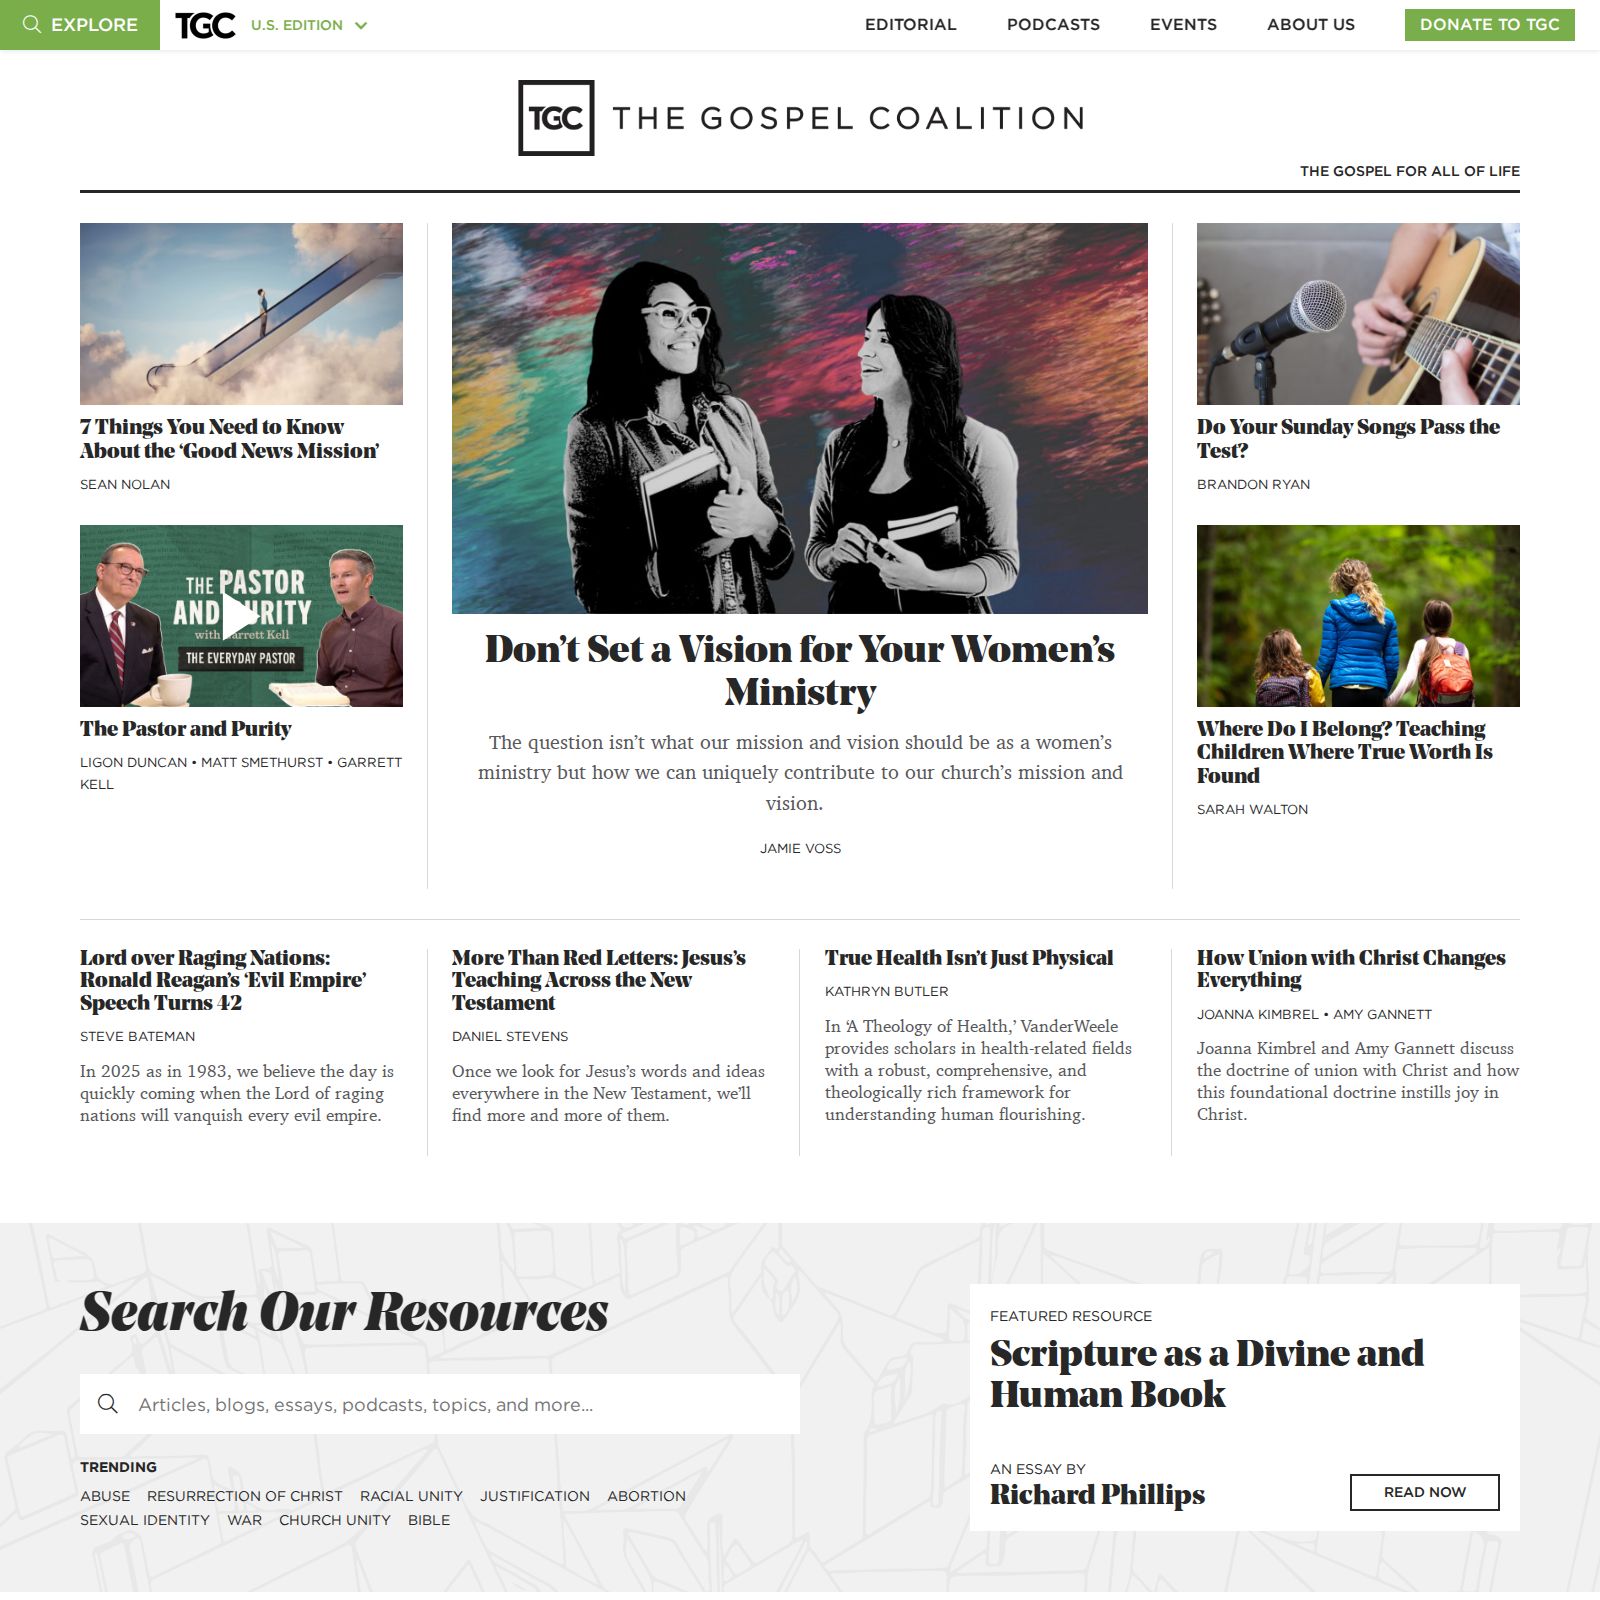 EXPLORE
TGC
U.S. EDITION
EDITORIAL
PODCASTS
EVENTS
ABOUT US
DONATE TO TGC
TGC
THE GOSPEL COALITION
THE GOSPEL FOR ALL OF LIFE
7 Things You Need to Know
About the ‘Good News Mission’
SEAN NOLAN
THE PASTOR
AND PURITY
with Garrett Kell
THE EVERYDAY PASTOR
The Pastor and Purity
LIGON DUNCAN • MATT SMETHURST • GARRETT
KELL
Don’t Set a Vision for Your Women’s
Ministry
The question isn’t what our mission and vision should be as a women’s
ministry but how we can uniquely contribute to our church’s mission and
vision.
JAMIE VOSS
Do Your Sunday Songs Pass the
Test?
BRANDON RYAN
Where Do I Belong? Teaching
Children Where True Worth Is
Found
SARAH WALTON
Lord over Raging Nations:
Ronald Reagan’s ‘Evil Empire’
Speech Turns 42
STEVE BATEMAN
In 2025 as in 1983, we believe the day is
quickly coming when the Lord of raging
nations will vanquish every evil empire.
More Than Red Letters: Jesus’s
Teaching Across the New
Testament
DANIEL STEVENS
Once we look for Jesus’s words and ideas
everywhere in the New Testament, we’ll
find more and more of them.
True Health Isn’t Just Physical
KATHRYN BUTLER
In ‘A Theology of Health,’ VanderWeele
provides scholars in health-related fields
with a robust, comprehensive, and
theologically rich framework for
understanding human flourishing.
How Union with Christ Changes
Everything
JOANNA KIMBREL • AMY GANNETT
Joanna Kimbrel and Amy Gannett discuss
the doctrine of union with Christ and how
this foundational doctrine instills joy in
Christ.
Search Our Resources
Articles, blogs, essays, podcasts, topics, and more...
TRENDING
ABUSE RESURRECTION OF CHRIST RACIAL UNITY JUSTIFICATION ABORTION
SEXUAL IDENTITY WAR CHURCH UNITY BIBLE
FEATURED RESOURCE
Scripture as a Divine and
Human Book
AN ESSAY BY
Richard Phillips
READ NOW